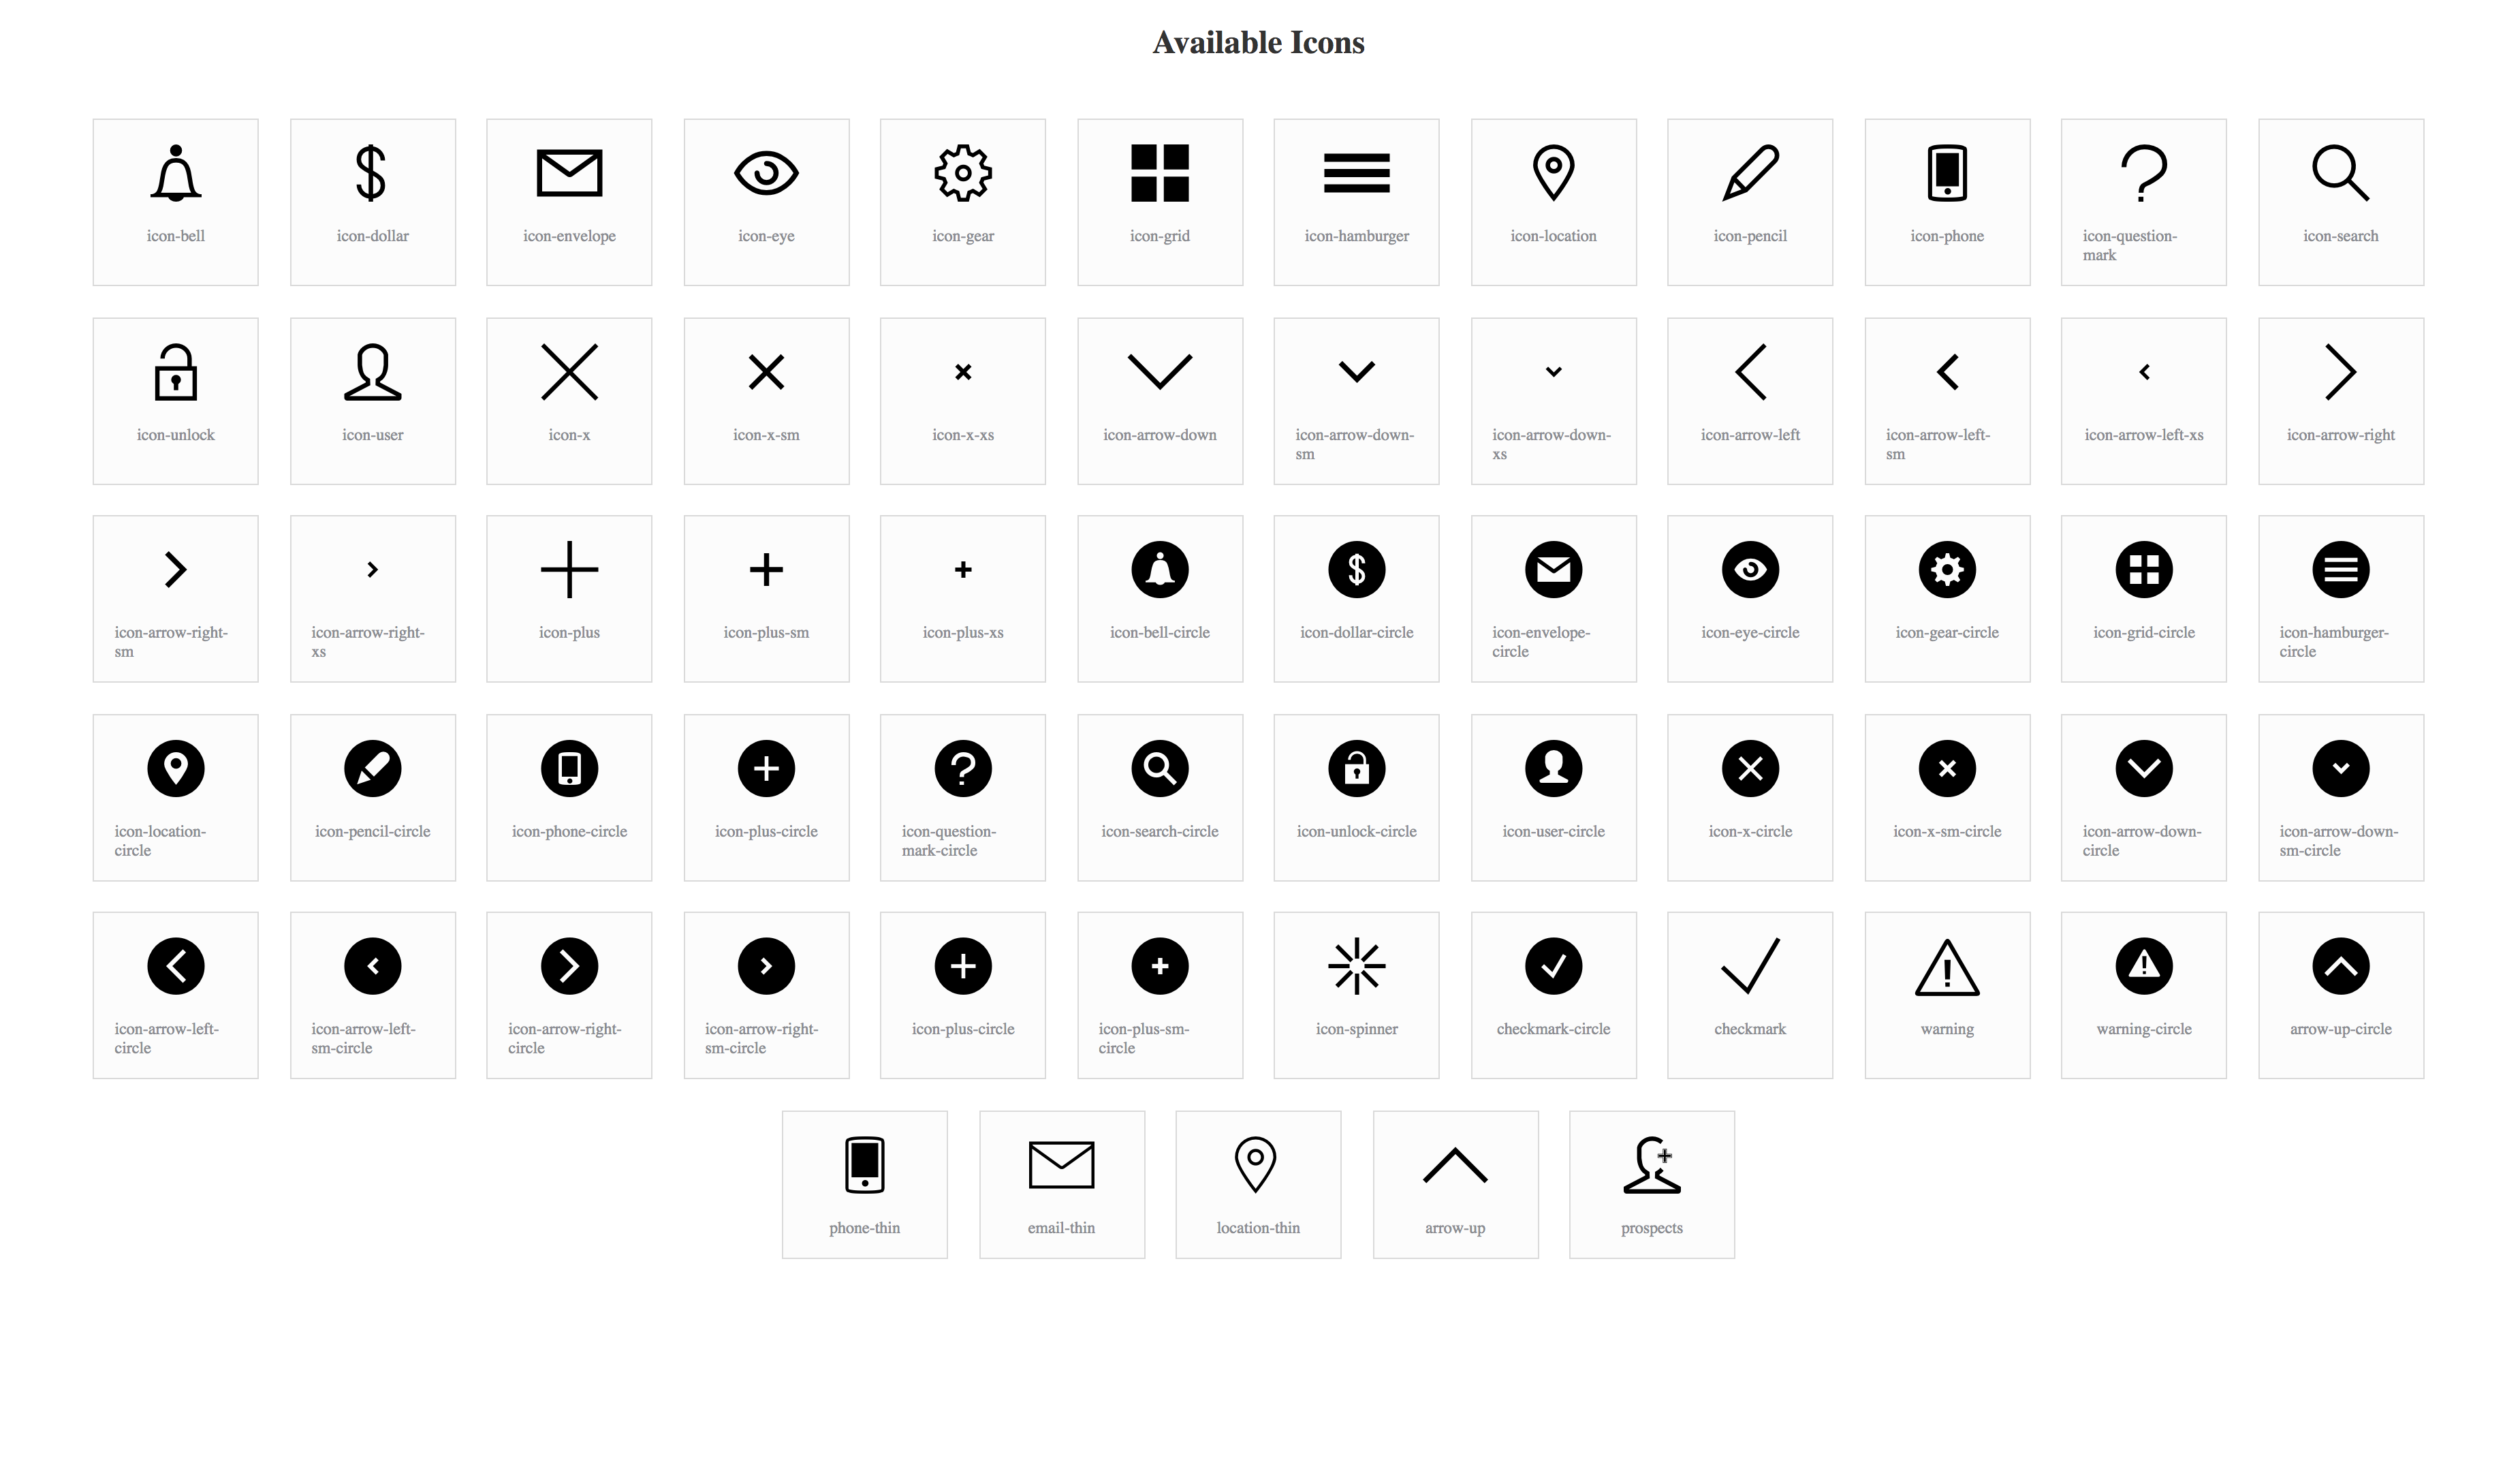 Available Icons
icon-bell
icon-dollar
icon-envelope
icon-eye
icon-gear
icon-grid
icon-hamburger
icon-location
icon-pencil
icon-phone
icon-question-
mark
icon-search
icon-unlock
icon-user
icon-x
icon-x-sm
icon-x-xs
icon-arrow-down
icon-arrow-down-
sm
icon-arrow-down-
xs
icon-arrow-left
icon-arrow-left-
sm
icon-arrow-left-xs
icon-arrow-right
icon-arrow-right-
sm
icon-arrow-right-
xs
icon-plus
icon-plus-sm
icon-plus-xs
icon-bell-circle
icon-dollar-circle
icon-envelope-
circle
icon-eye-circle
icon-gear-circle
icon-grid-circle
icon-hamburger-
circle
icon-location-
circle
icon-pencil-circle
icon-phone-circle
icon-plus-circle
icon-question-
mark-circle
icon-search-circle
icon-unlock-circle
icon-user-circle
icon-x-circle
icon-x-sm-circle
icon-arrow-down-
circle
icon-arrow-down-
sm-circle
icon-arrow-left-
circle
icon-arrow-left-
sm-circle
icon-arrow-right-
circle
icon-arrow-right-
sm-circle
icon-plus-circle
icon-plus-sm-
circle
icon-spinner
checkmark-circle
checkmark
warning
warning-circle
arrow-up-circle
phone-thin
email-thin
location-thin
arrow-up
prospects